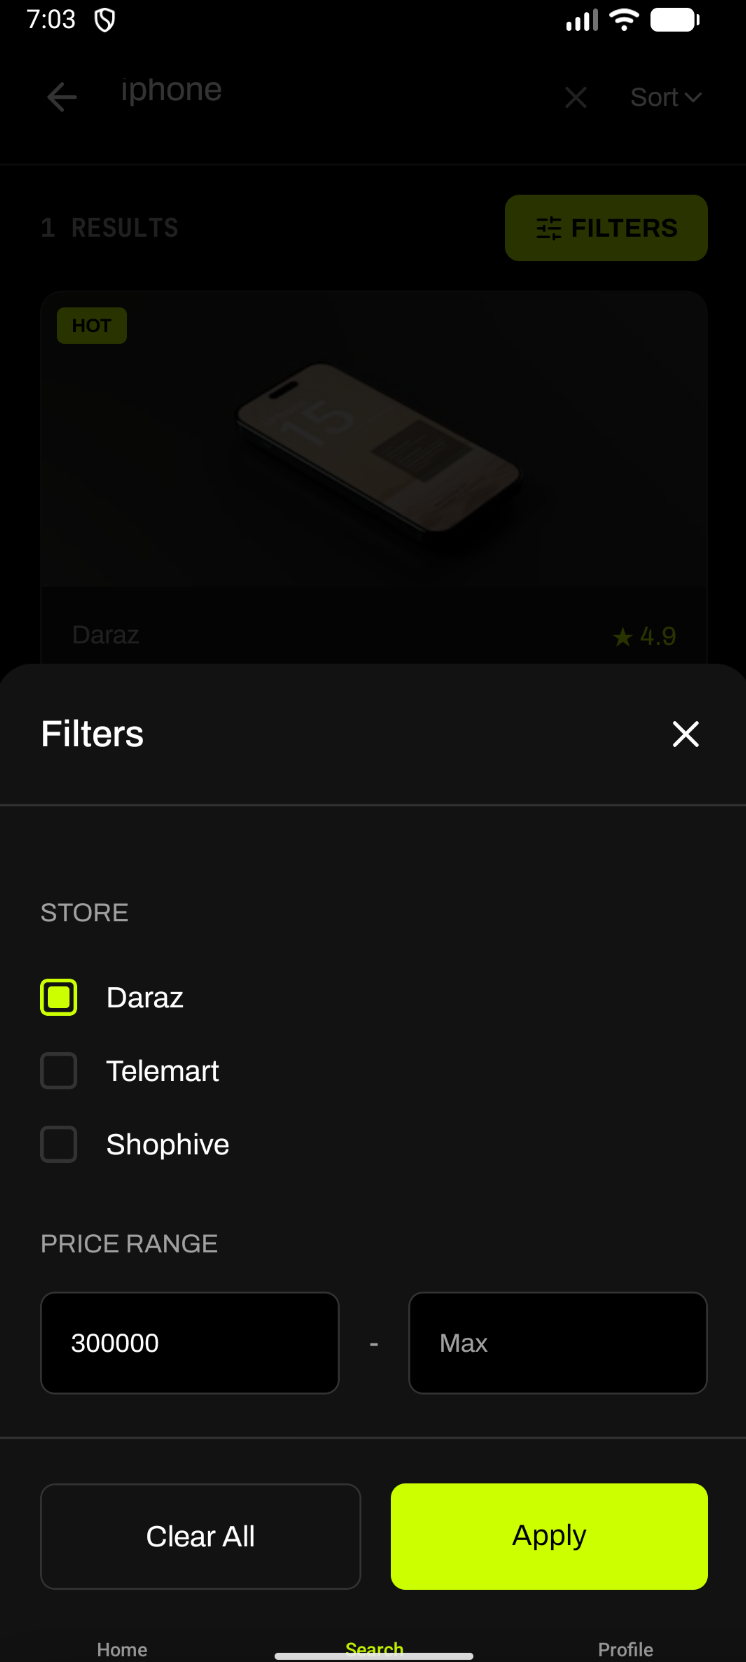 7:03
iphone
Sort
1 RESULTS
FILTERS
HOT
15
Daraz
★ 4.9
Filters
STORE
Daraz
Telemart
Shophive
PRICE RANGE
300000 - Max
Clear All
Apply
Home
Search
Profile